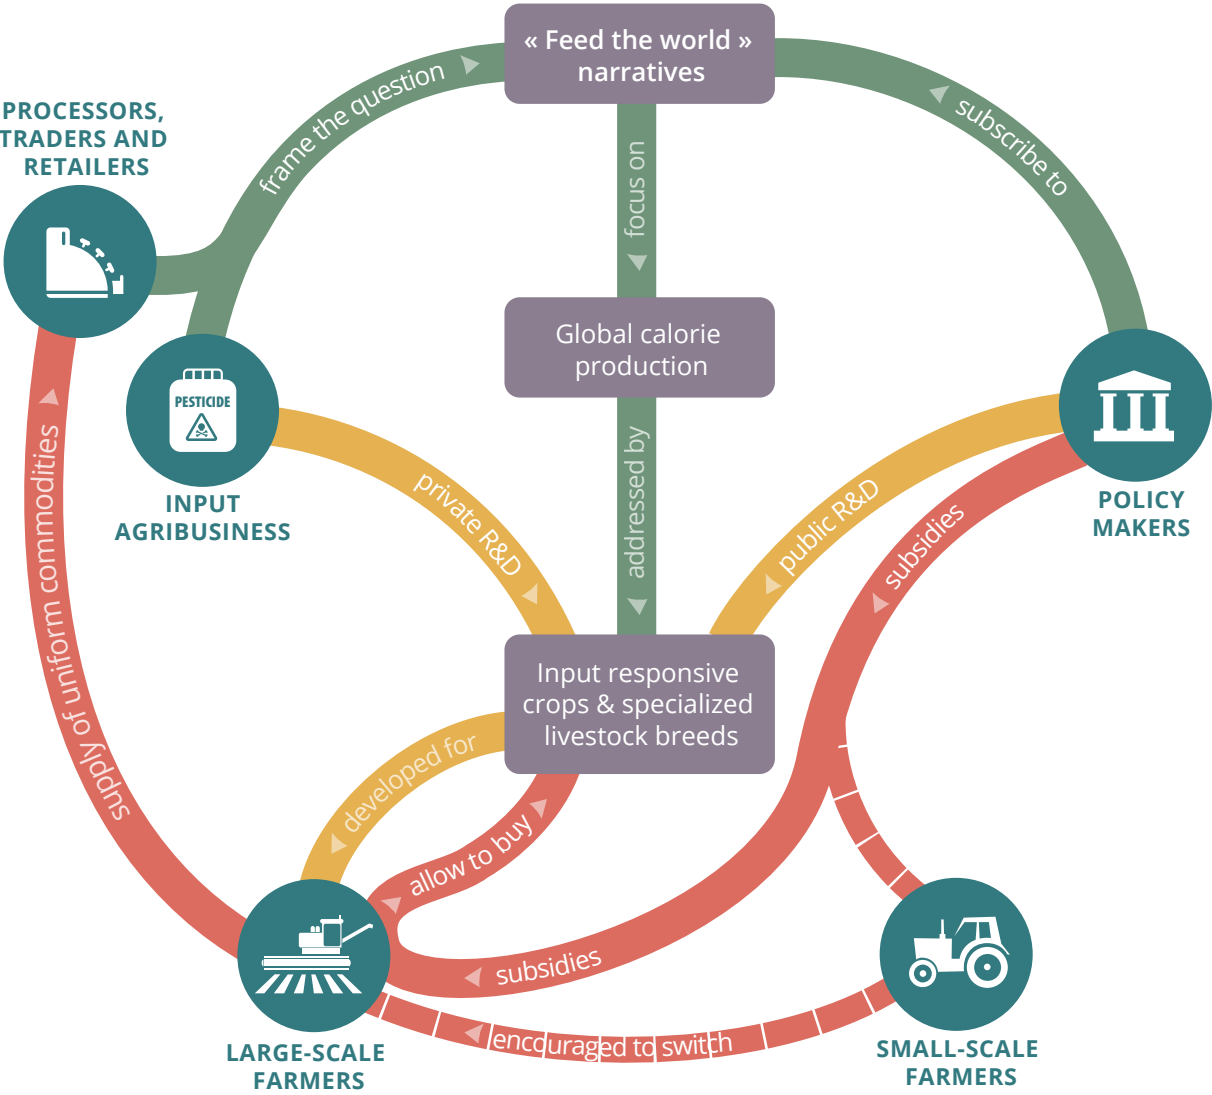 « Feed the world »
narratives
PROCESSORS,
TRADERS AND
RETAILERS
frame the question
subscribe to
focus on
Global calorie
production
PESTICIDE
INPUT
AGRIBUSINESS
POLICY
MAKERS
private R&D
addressed by
public R&D
subsidies
supply of uniform commodities
Input responsive
crops & specialized
livestock breeds
developed for
allow to buy
subsidies
encouraged to switch
LARGE-SCALE
FARMERS
SMALL-SCALE
FARMERS